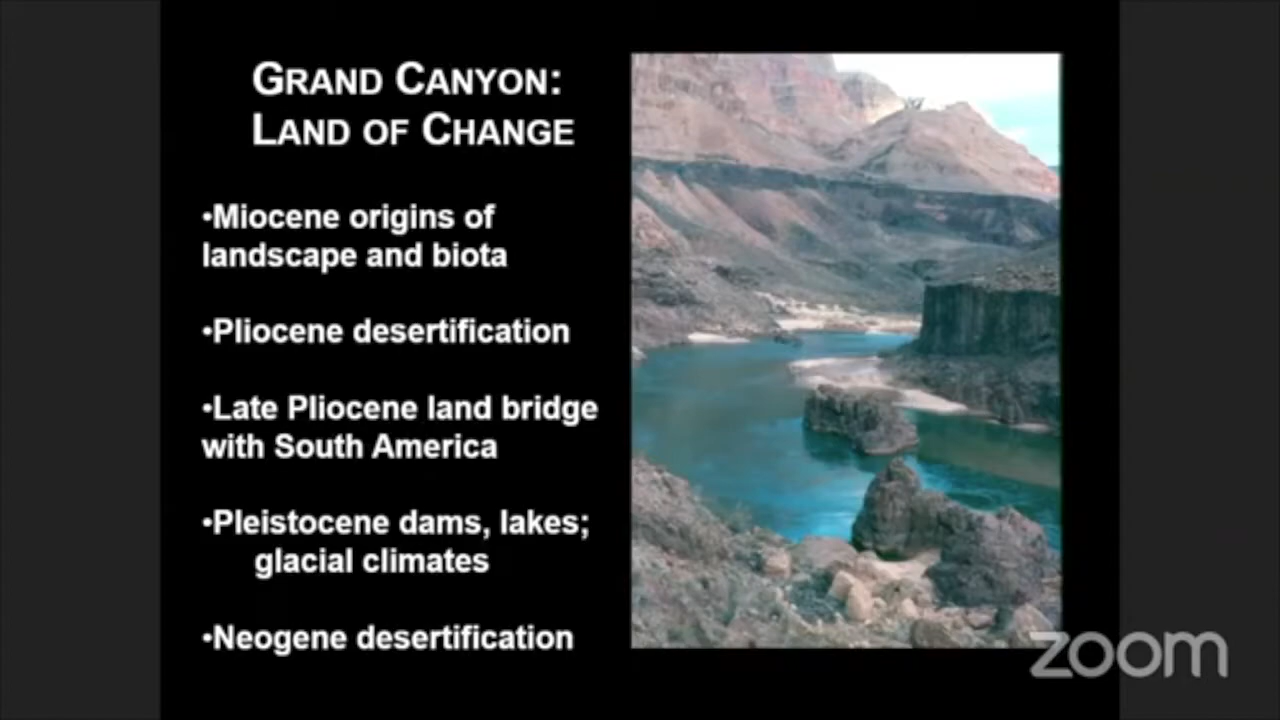 GRAND CANYON:
LAND OF CHANGE
•Miocene origins of
landscape and biota
•Pliocene desertification
•Late Pliocene land bridge
with South America
•Pleistocene dams, lakes;
glacial climates
•Neogene desertification
zoom